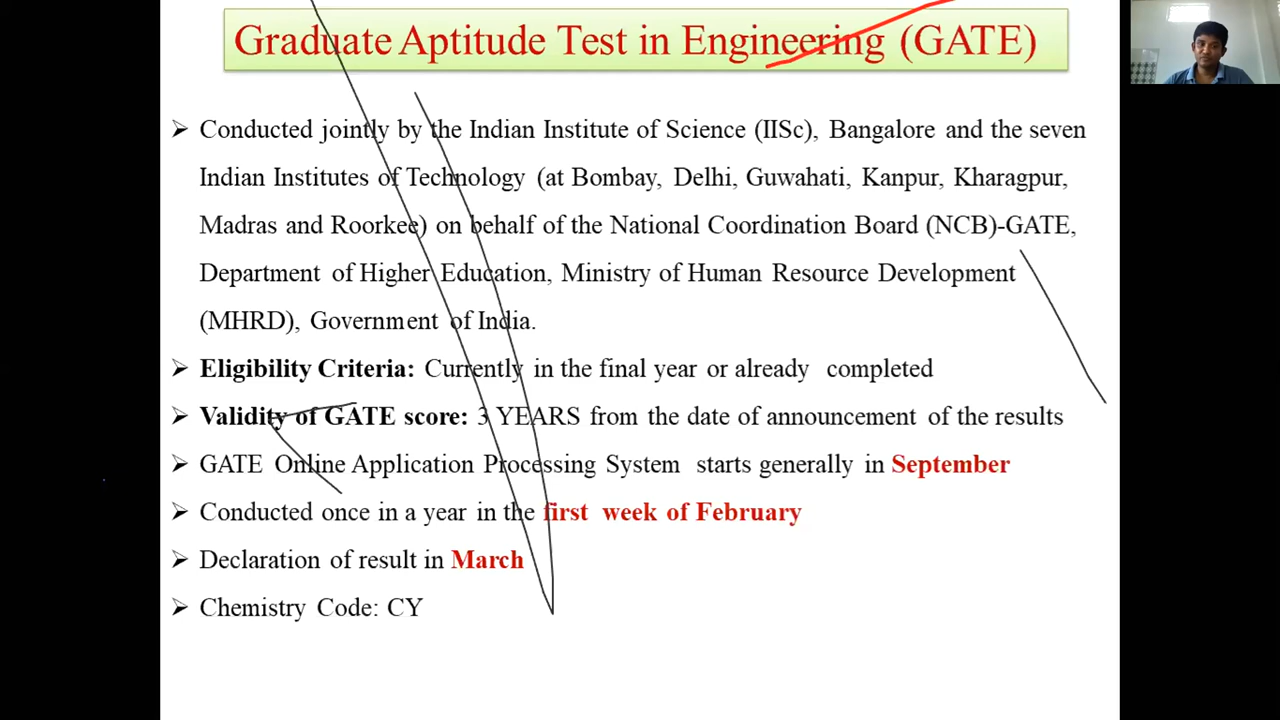 Graduate Aptitude Test in Engineering (GATE)
➢ Conducted jointly by the Indian Institute of Science (IISc), Bangalore and the seven
Indian Institutes of Technology (at Bombay, Delhi, Guwahati, Kanpur, Kharagpur,
Madras and Roorkee) on behalf of the National Coordination Board (NCB)-GATE,
Department of Higher Education, Ministry of Human Resource Development
(MHRD), Government of India.
➢ Eligibility Criteria: Currently in the final year or already completed
➢ Validity of GATE score: 3 YEARS from the date of announcement of the results
➢ GATE Online Application Processing System starts generally in September
➢ Conducted once in a year in the first week of February
➢ Declaration of result in March
➢ Chemistry Code: CY